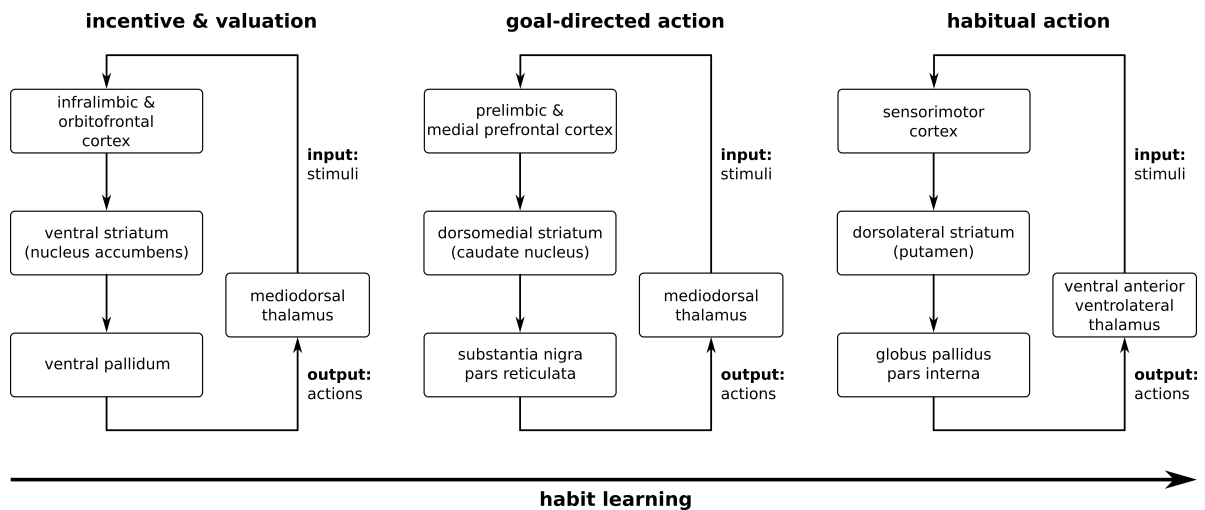 incentive & valuation
infralimbic &
orbitofrontal
cortex
input:
stimuli
ventral striatum
(nucleus accumbens)
mediodorsal
thalamus
ventral pallidum
output:
actions
goal-directed action
prelimbic &
medial prefrontal cortex
input:
stimuli
dorsomedial striatum
(caudate nucleus)
mediodorsal
thalamus
substantia nigra
pars reticulata
output:
actions
habitual action
sensorimotor
cortex
input:
stimuli
dorsolateral striatum
(putamen)
ventral anterior
ventrolateral
thalamus
globus pallidus
pars interna
output:
actions
habit learning